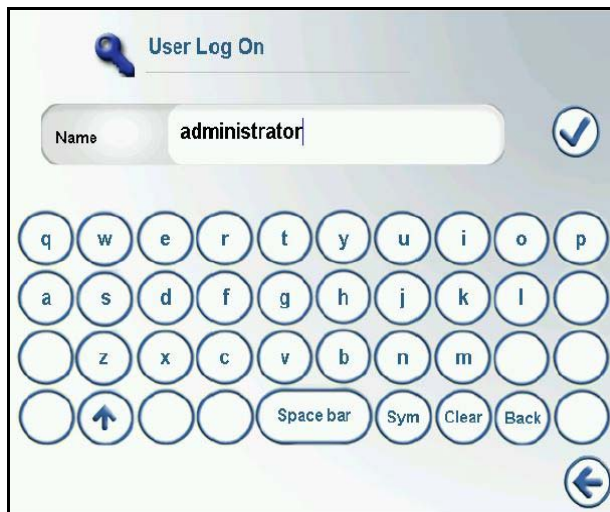 User Log On
Name administrator
q w e r t y u i o p
a s d f g h j k l
z x c v b n m
Space bar Sym Clear Back